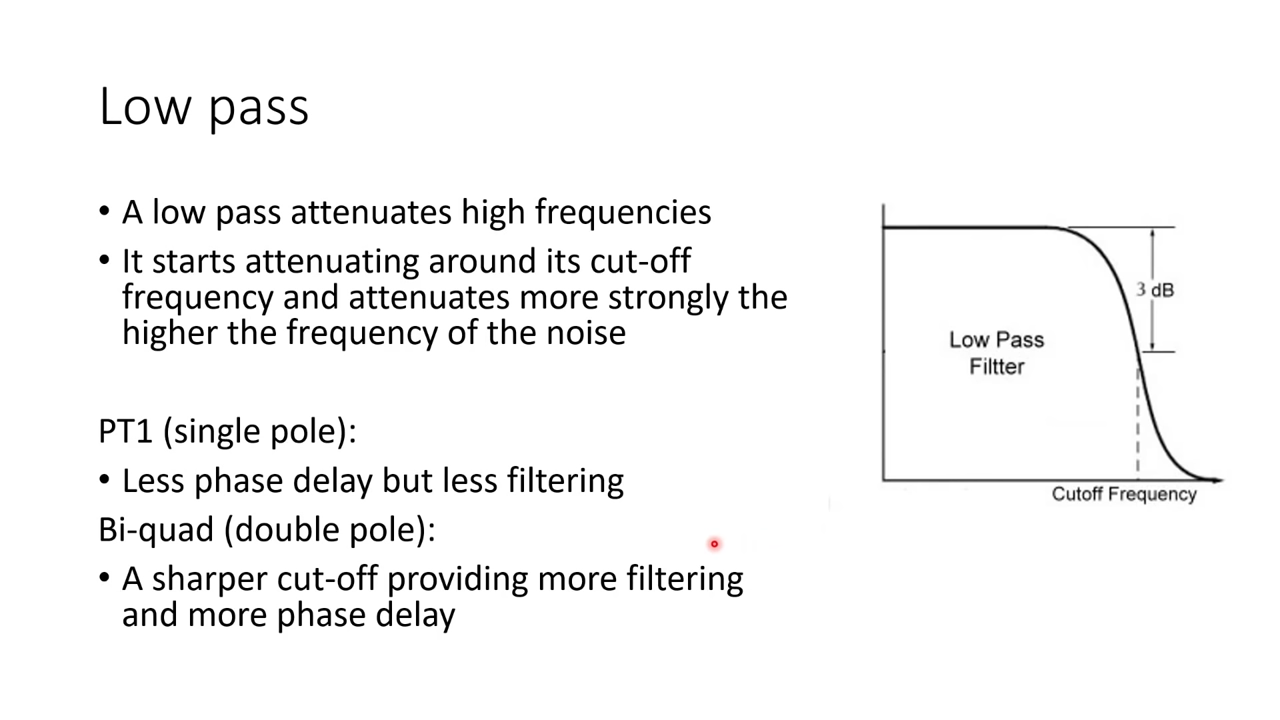 Low pass
• A low pass attenuates high frequencies
• It starts attenuating around its cut-off
frequency and attenuates more strongly the
higher the frequency of the noise
PT1 (single pole):
• Less phase delay but less filtering
Bi-quad (double pole):
• A sharper cut-off providing more filtering
and more phase delay
3 dB
Low Pass
Filtter
Cutoff Frequency